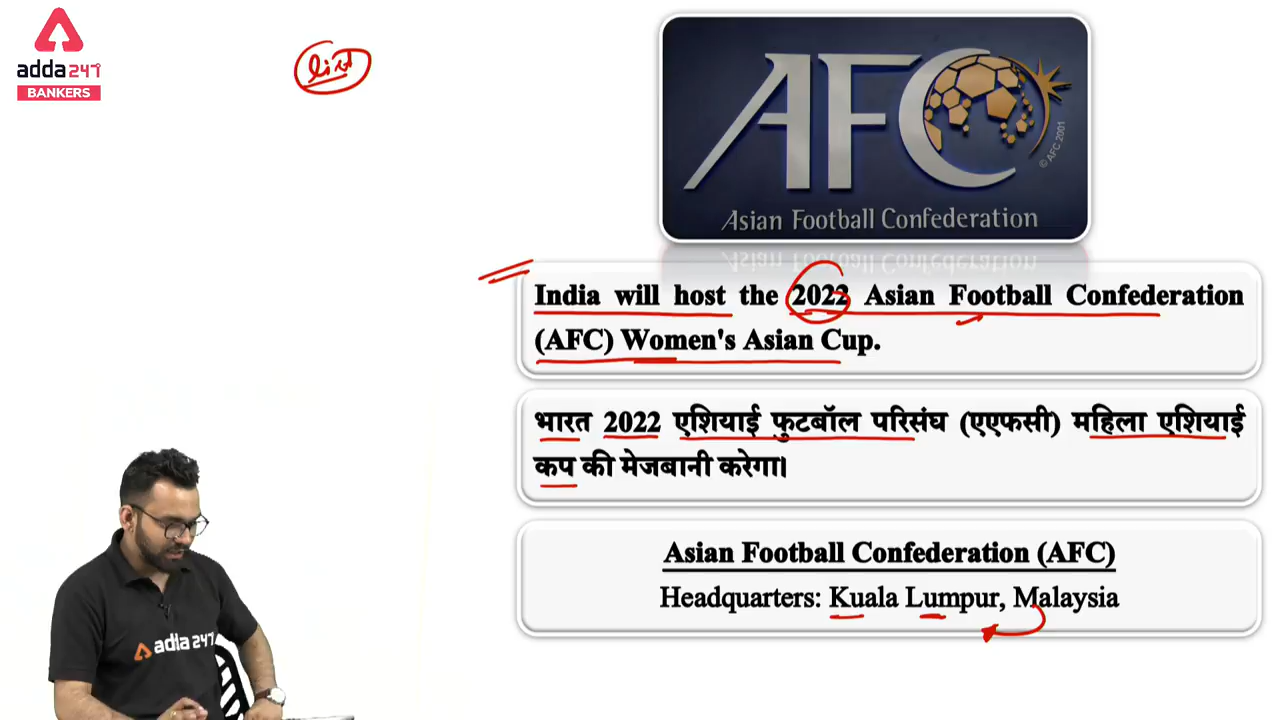 adda247
BANKERS
list
AFC
© AFC 2001
Asian Football Confederation
India will host the 2022 Asian Football Confederation
(AFC) Women's Asian Cup.
भारत 2022 एशियाई फुटबॉल परिसंघ (एएफसी) महिला एशियाई
कप की मेजबानी करेगा।
Asian Football Confederation (AFC)
Headquarters: Kuala Lumpur, Malaysia
adda247